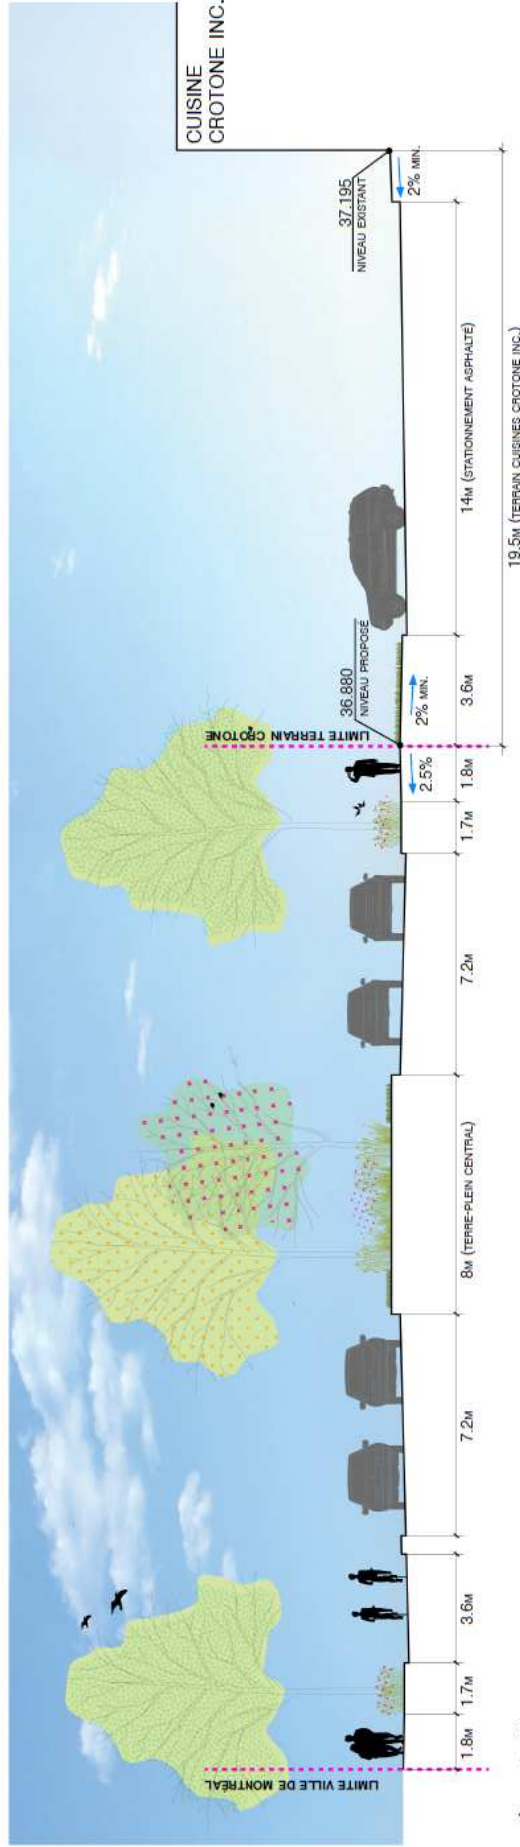 CUISINE
CROTONE INC.
LIMITE VILLE DE MONTRÉAL
LIMITE TERRAIN CROTONE
37.195
NIVEAU EXISTANT
36.880
NIVEAU PROPOSÉ
2.5%
2% MIN.
2% MIN.
1.8M
1.7M
3.6M
7.2M
8M (TERRE-PLEIN CENTRAL)
7.2M
1.7M
1.8M
3.6M
14M (STATIONNEMENT ASPHALTÉ)
19.5M (TERRAIN CUISINES CROTONE INC.)